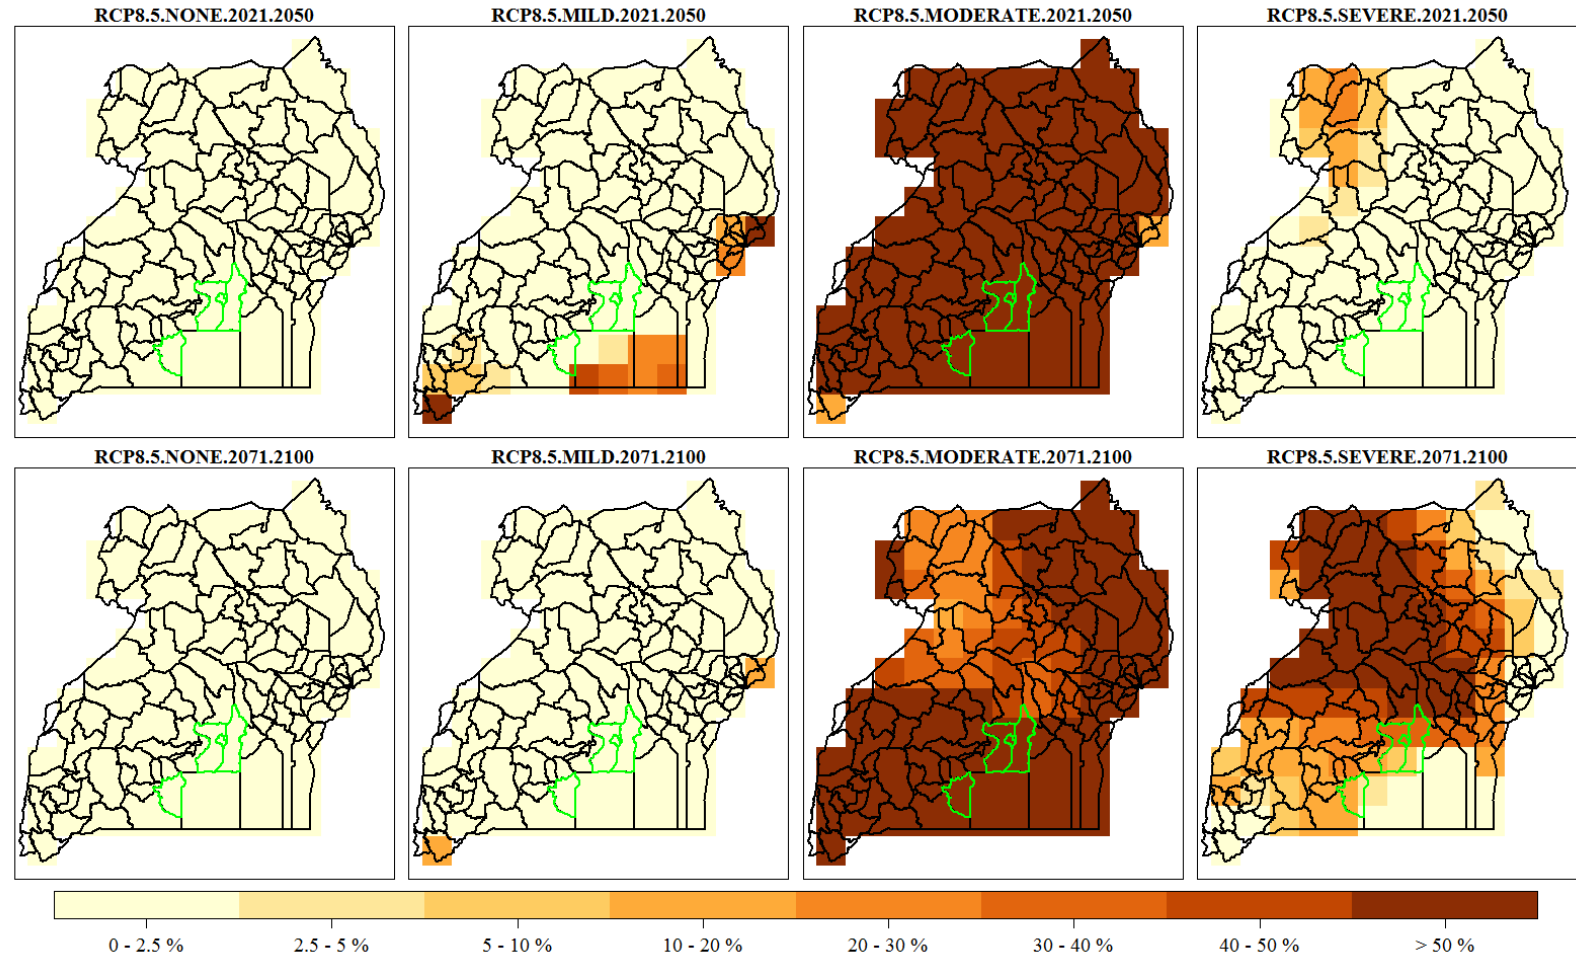 RCP8.5.NONE.2021.2050 RCP8.5.MILD.2021.2050 RCP8.5.MODERATE.2021.2050 RCP8.5.SEVERE.2021.2050
RCP8.5.NONE.2071.2100 RCP8.5.MILD.2071.2100 RCP8.5.MODERATE.2071.2100 RCP8.5.SEVERE.2071.2100
0 - 2.5 % 2.5 - 5 % 5 - 10 % 10 - 20 % 20 - 30 % 30 - 40 % 40 - 50 % > 50 %